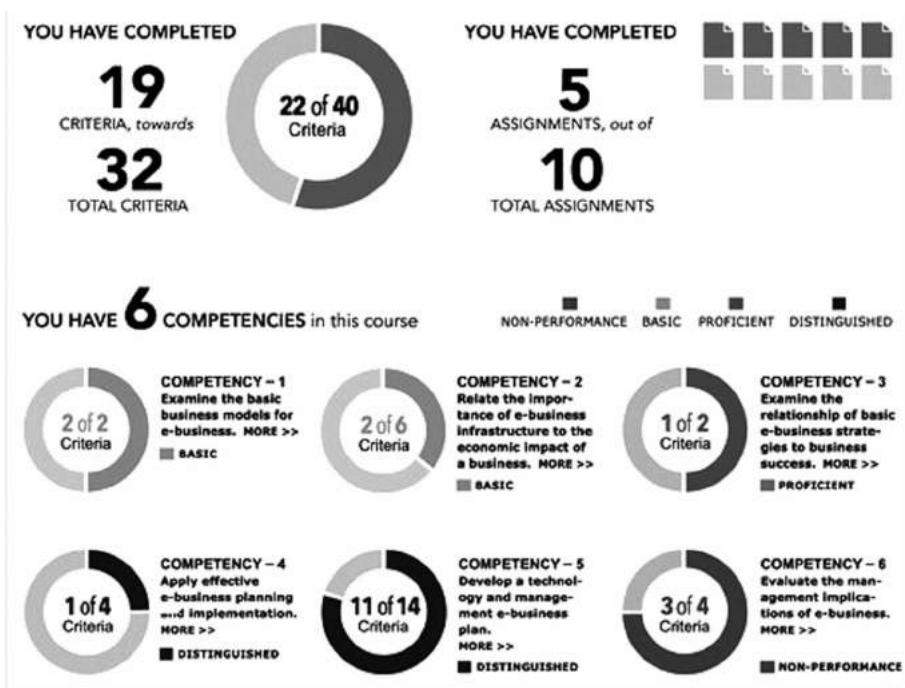 YOU HAVE COMPLETED
19
CRITERIA, towards
32
TOTAL CRITERIA
22 of 40
Criteria
YOU HAVE COMPLETED
5
ASSIGNMENTS, out of
10
TOTAL ASSIGNMENTS
YOU HAVE 6 COMPETENCIES in this course
NON-PERFORMANCE BASIC PROFICIENT DISTINGUISHED
2 of 2
Criteria
COMPETENCY – 1
Examine the basic
business models for
e-business. MORE >>
BASIC
2 of 6
Criteria
COMPETENCY – 2
Relate the impor-
tance of e-business
infrastructure to the
economic impact of
a business. MORE >>
BASIC
1 of 2
Criteria
COMPETENCY – 3
Examine the
relationship of basic
e-business strate-
gies to business
success. MORE >>
PROFICIENT
1 of 4
Criteria
COMPETENCY – 4
Apply effective
e-business planning
and implementation.
MORE >>
DISTINGUISHED
11 of 14
Criteria
COMPETENCY – 5
Develop a technol-
ogy and manage-
ment e-business
plan.
MORE >>
DISTINGUISHED
3 of 4
Criteria
COMPETENCY – 6
Evaluate the man-
agement implica-
tions of e-business.
MORE >>
NON-PERFORMANCE